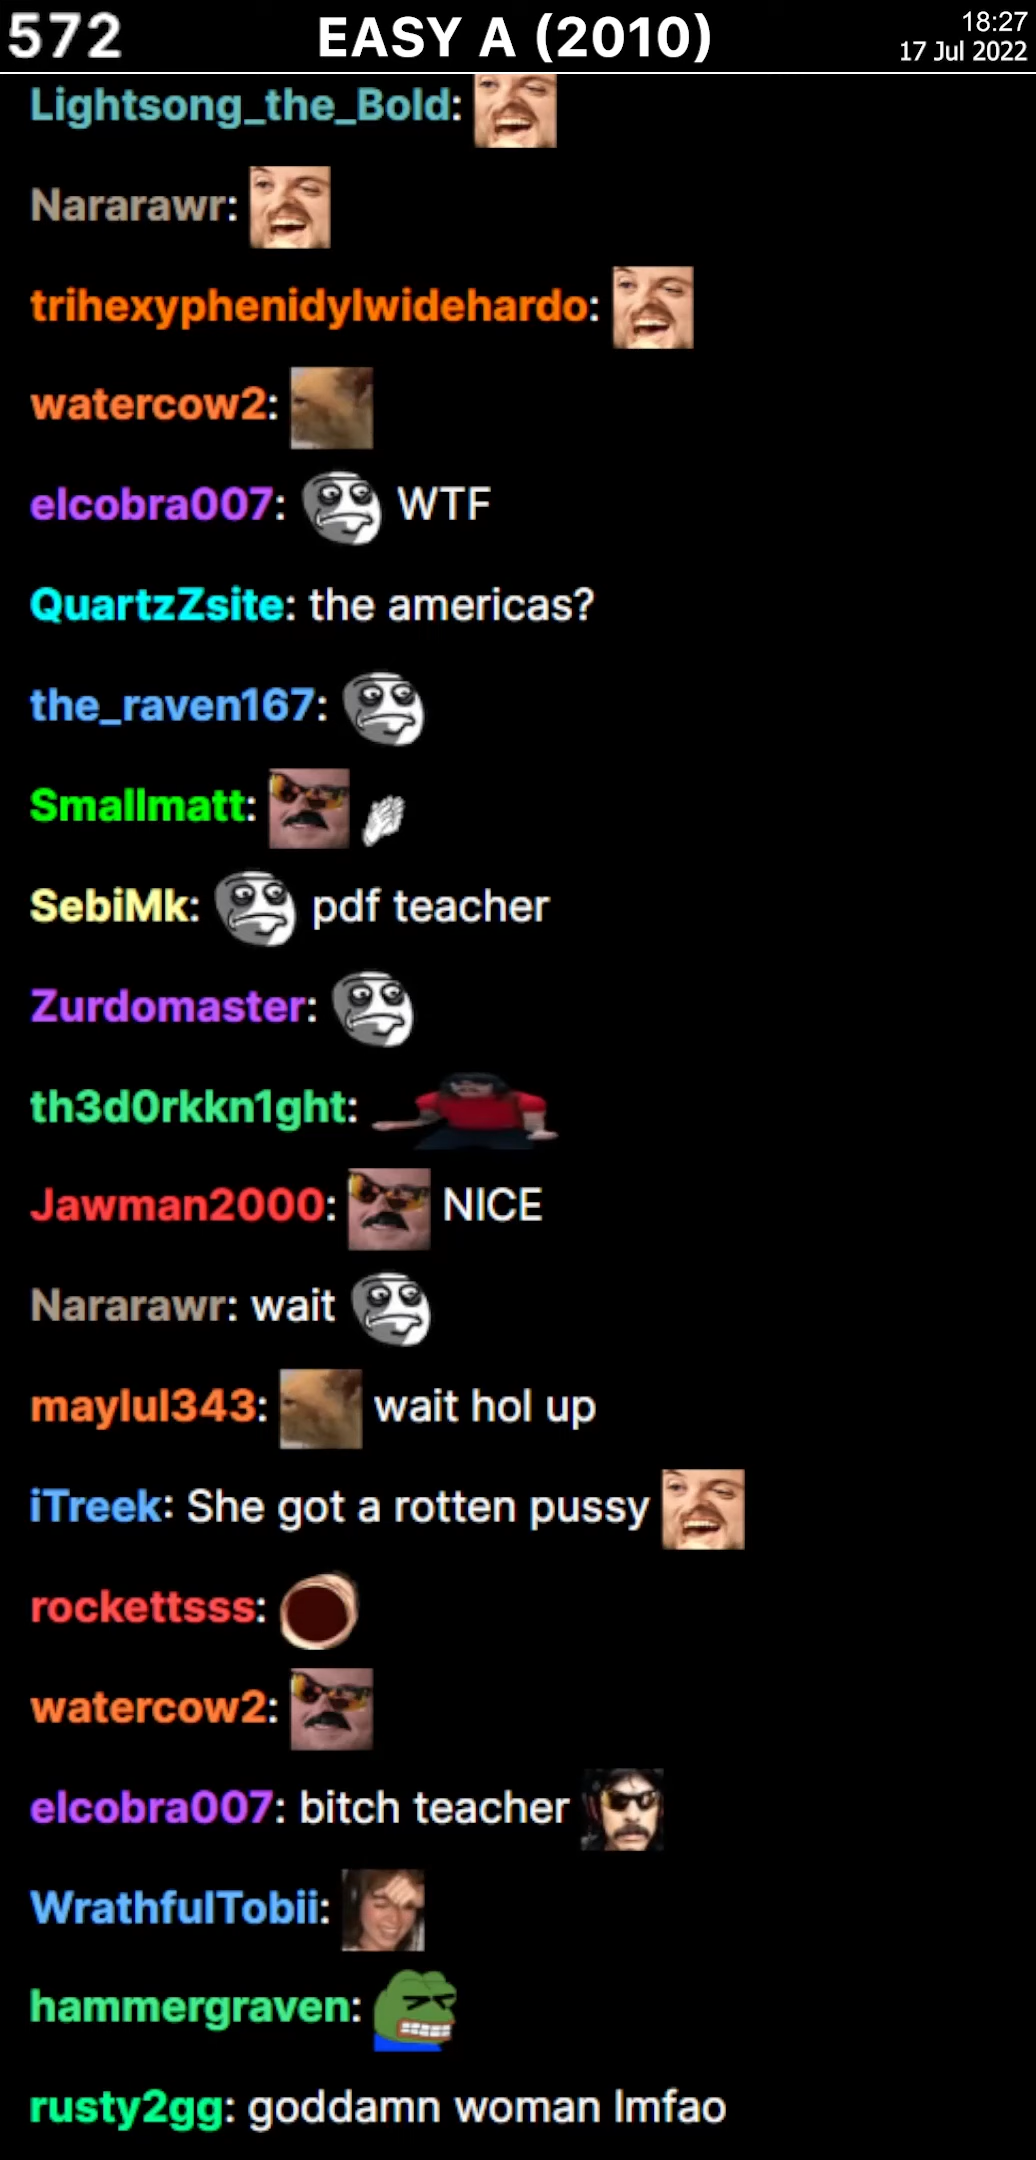 572
EASY A (2010)
18:27
17 Jul 2022
Lightsong_the_Bold:
Nararawr:
trihexyphenidylwidehardo:
watercow2:
elcobra007: WTF
QuartzZsite: the americas?
the_raven167:
Smallmatt:
SebiMk: pdf teacher
Zurdomaster:
th3d0rkkn1ght:
Jawman2000: NICE
Nararawr: wait
maylul343: wait hol up
iTreek: She got a rotten pussy
rockettsss:
watercow2:
elcobra007: bitch teacher
WrathfulTobii:
hammergraven:
rusty2gg: goddamn woman lmfao